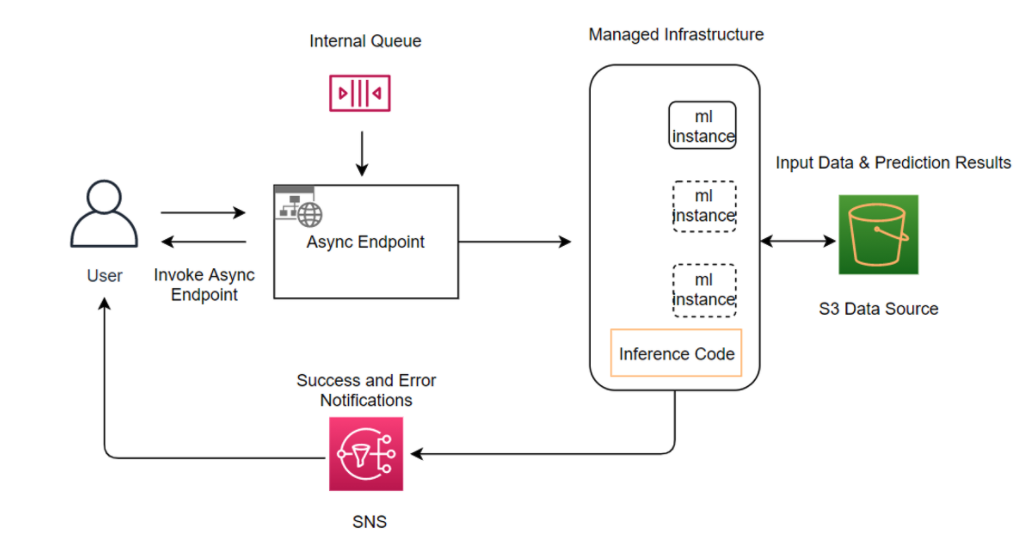 Internal Queue
Managed Infrastructure
ml
instance
Input Data & Prediction Results
ml
instance
Async Endpoint
User
Invoke Async
Endpoint
ml
instance
S3 Data Source
Inference Code
Success and Error
Notifications
SNS